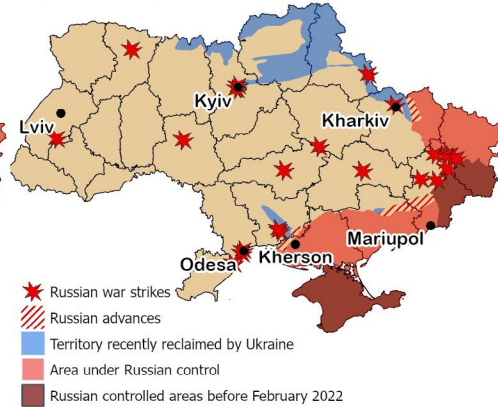 Kyiv
Lviv
Kharkiv
Mariupol
Kherson
Odesa
Russian war strikes
Russian advances
Territory recently reclaimed by Ukraine
Area under Russian control
Russian controlled areas before February 2022